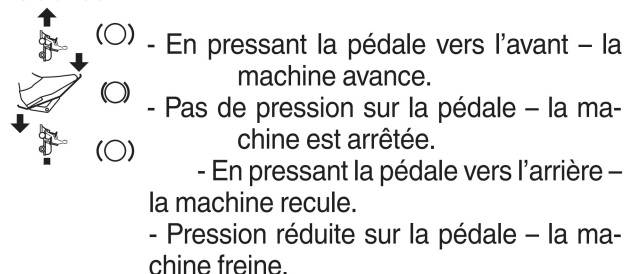 - En pressant la pédale vers l’avant – la
machine avance.
- Pas de pression sur la pédale – la ma-
chine est arrêtée.
- En pressant la pédale vers l’arrière –
la machine recule.
- Pression réduite sur la pédale – la ma-
chine freine.